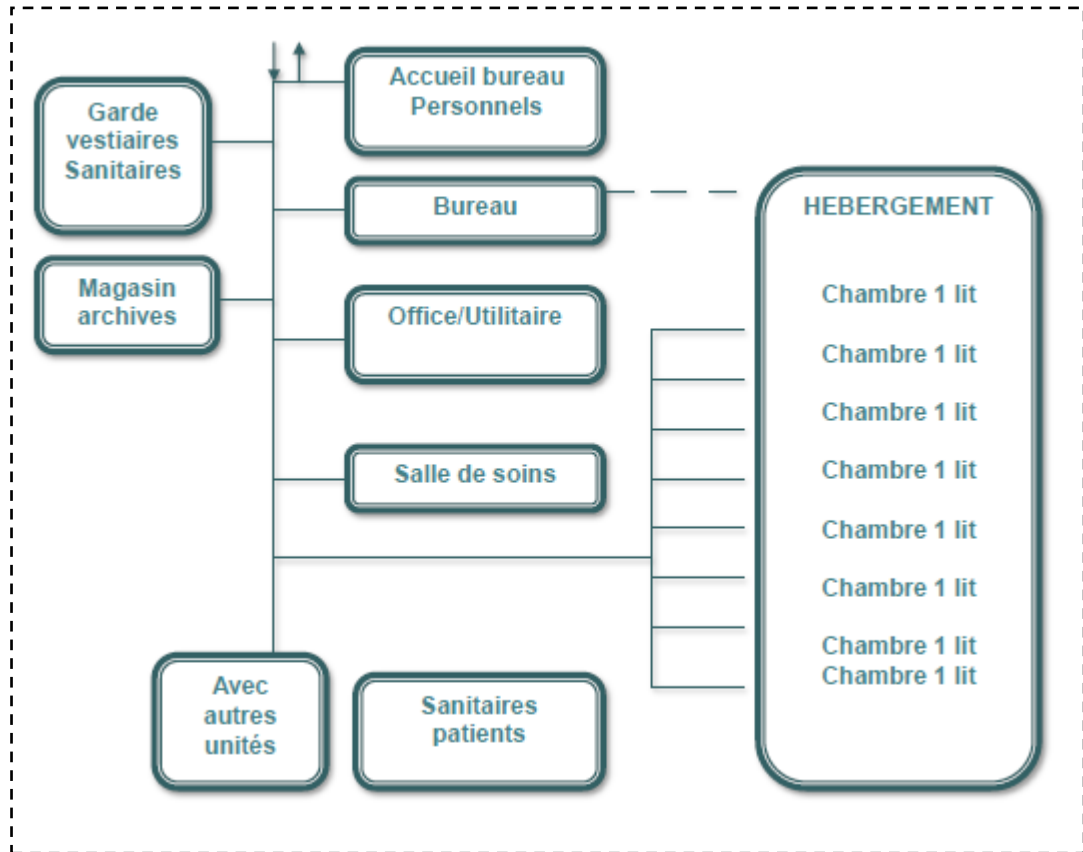 Accueil bureau
Personnels
Garde
vestiaires
Sanitaires
Bureau
HEBERGEMENT
Magasin
archives
Office/Utilitaire
Chambre 1 lit
Chambre 1 lit
Chambre 1 lit
Chambre 1 lit
Chambre 1 lit
Chambre 1 lit
Chambre 1 lit
Chambre 1 lit
Salle de soins
Avec
autres
unités
Sanitaires
patients